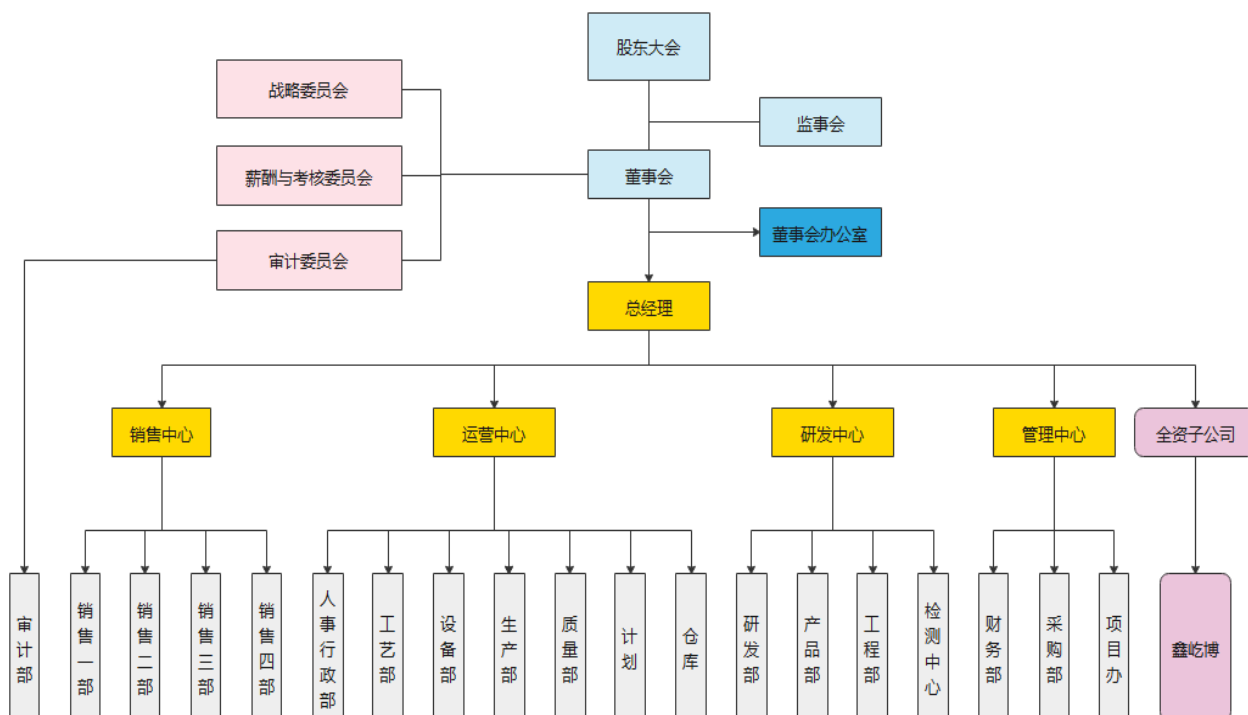 股东大会
战略委员会
监事会
薪酬与考核委员会
董事会
董事会办公室
审计委员会
总经理
销售中心
运营中心
研发中心
管理中心
全资子公司
审计部
销售一部
销售二部
销售三部
销售四部
人事行政部
工艺部
设备部
生产部
质量部
计划
仓库
研发部
产品部
工程部
检测中心
财务部
采购部
项目办
鑫屹博